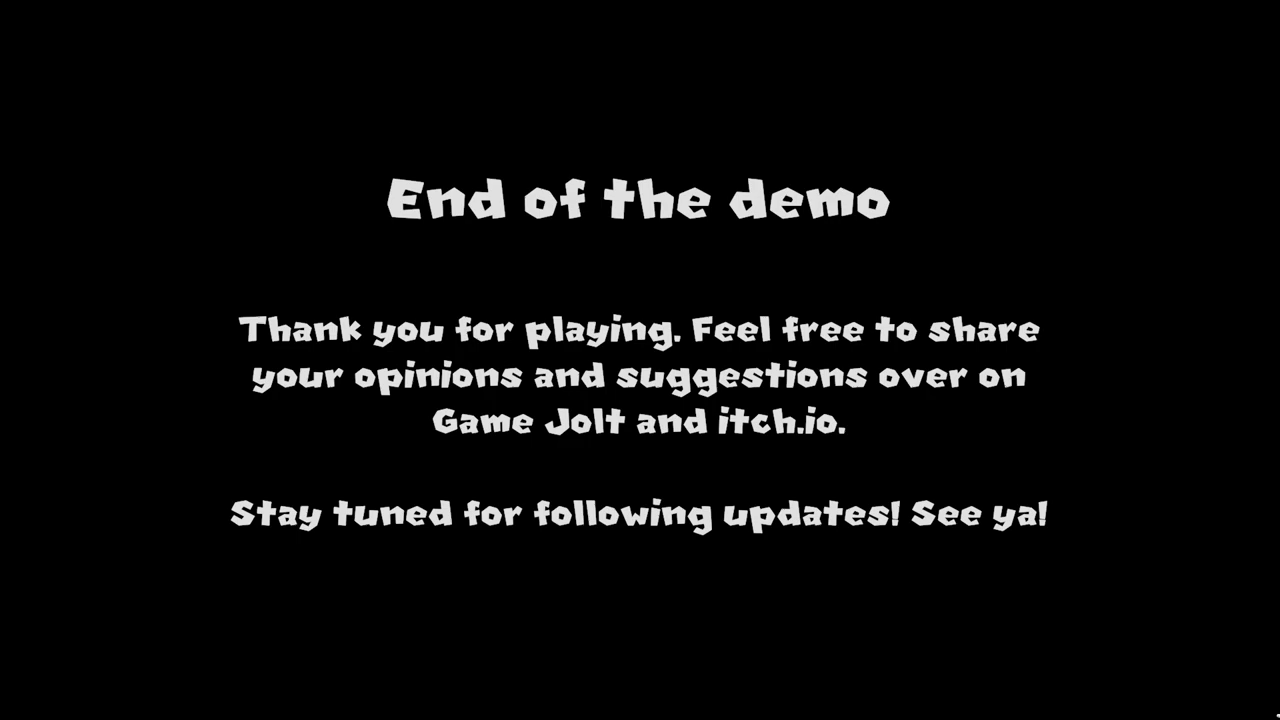 End of the demo
Thank you for playing. Feel free to share
your opinions and suggestions over on
Game Jolt and itch.io.
Stay tuned for following updates! See ya!